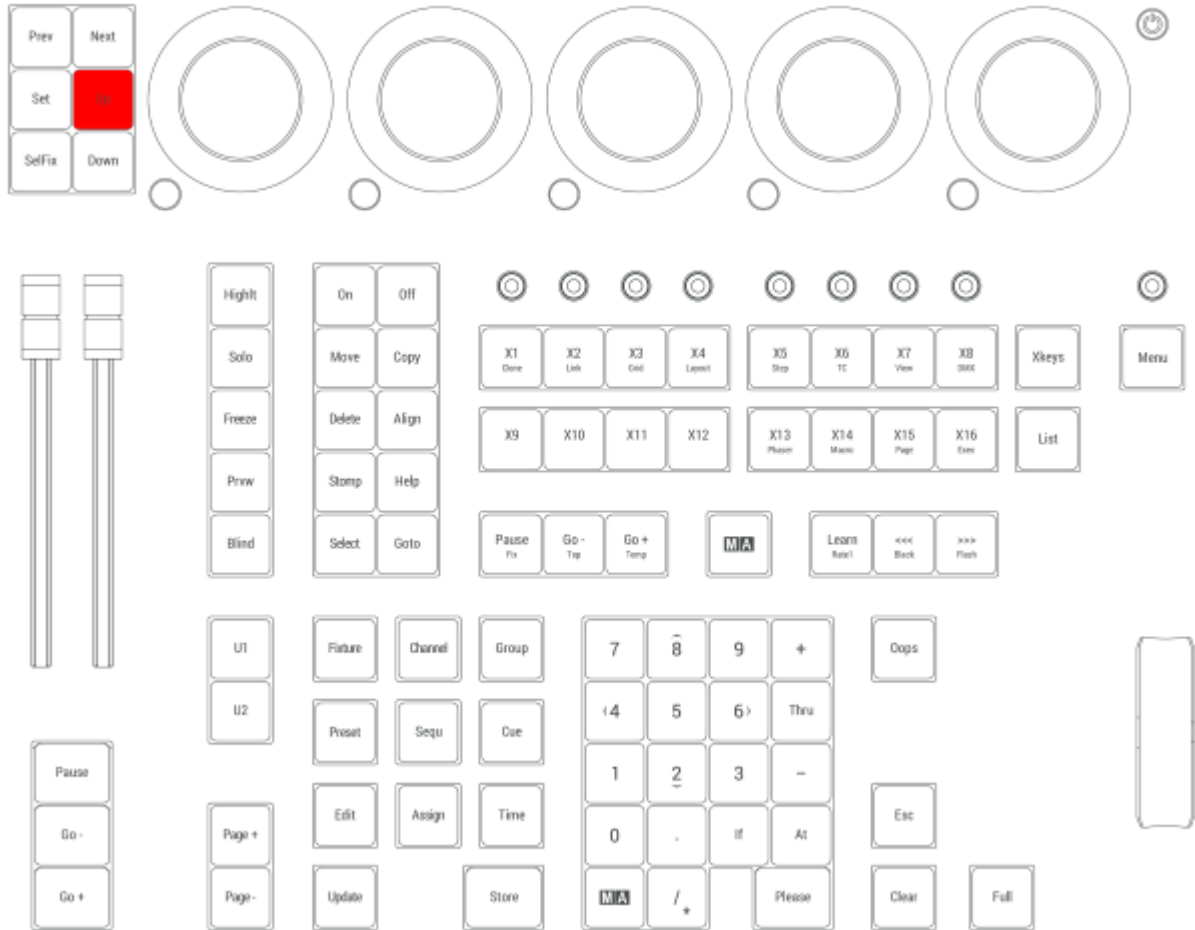 Prev Next
Set Up
SelFix Down
Highlt
Solo
Freeze
Prvw
Blind
On Off
Move Copy
Delete Align
Stomp Help
Select Goto
X1 X2 X3 X4 X5 X6 X7 X8 Xkeys Menu
Clone Link Grid Layout Step TC View DMX
X9 X10 X11 X12 X13 X14 X15 X16 List
Phaser Macro Page Exec
Pause Go - Go + MA Learn <<< >>>
Fix Top Temp Rate1 Black Flash
U1
U2
Fixture Channel Group
Preset Sequ Cue
Edit Assign Time
Update Store
7 8 9 +
4 5 6 Thru
1 2 3 -
0 . If At
MA / * Please
Oops
Esc
Clear Full
Pause
Go -
Go +
Page +
Page -